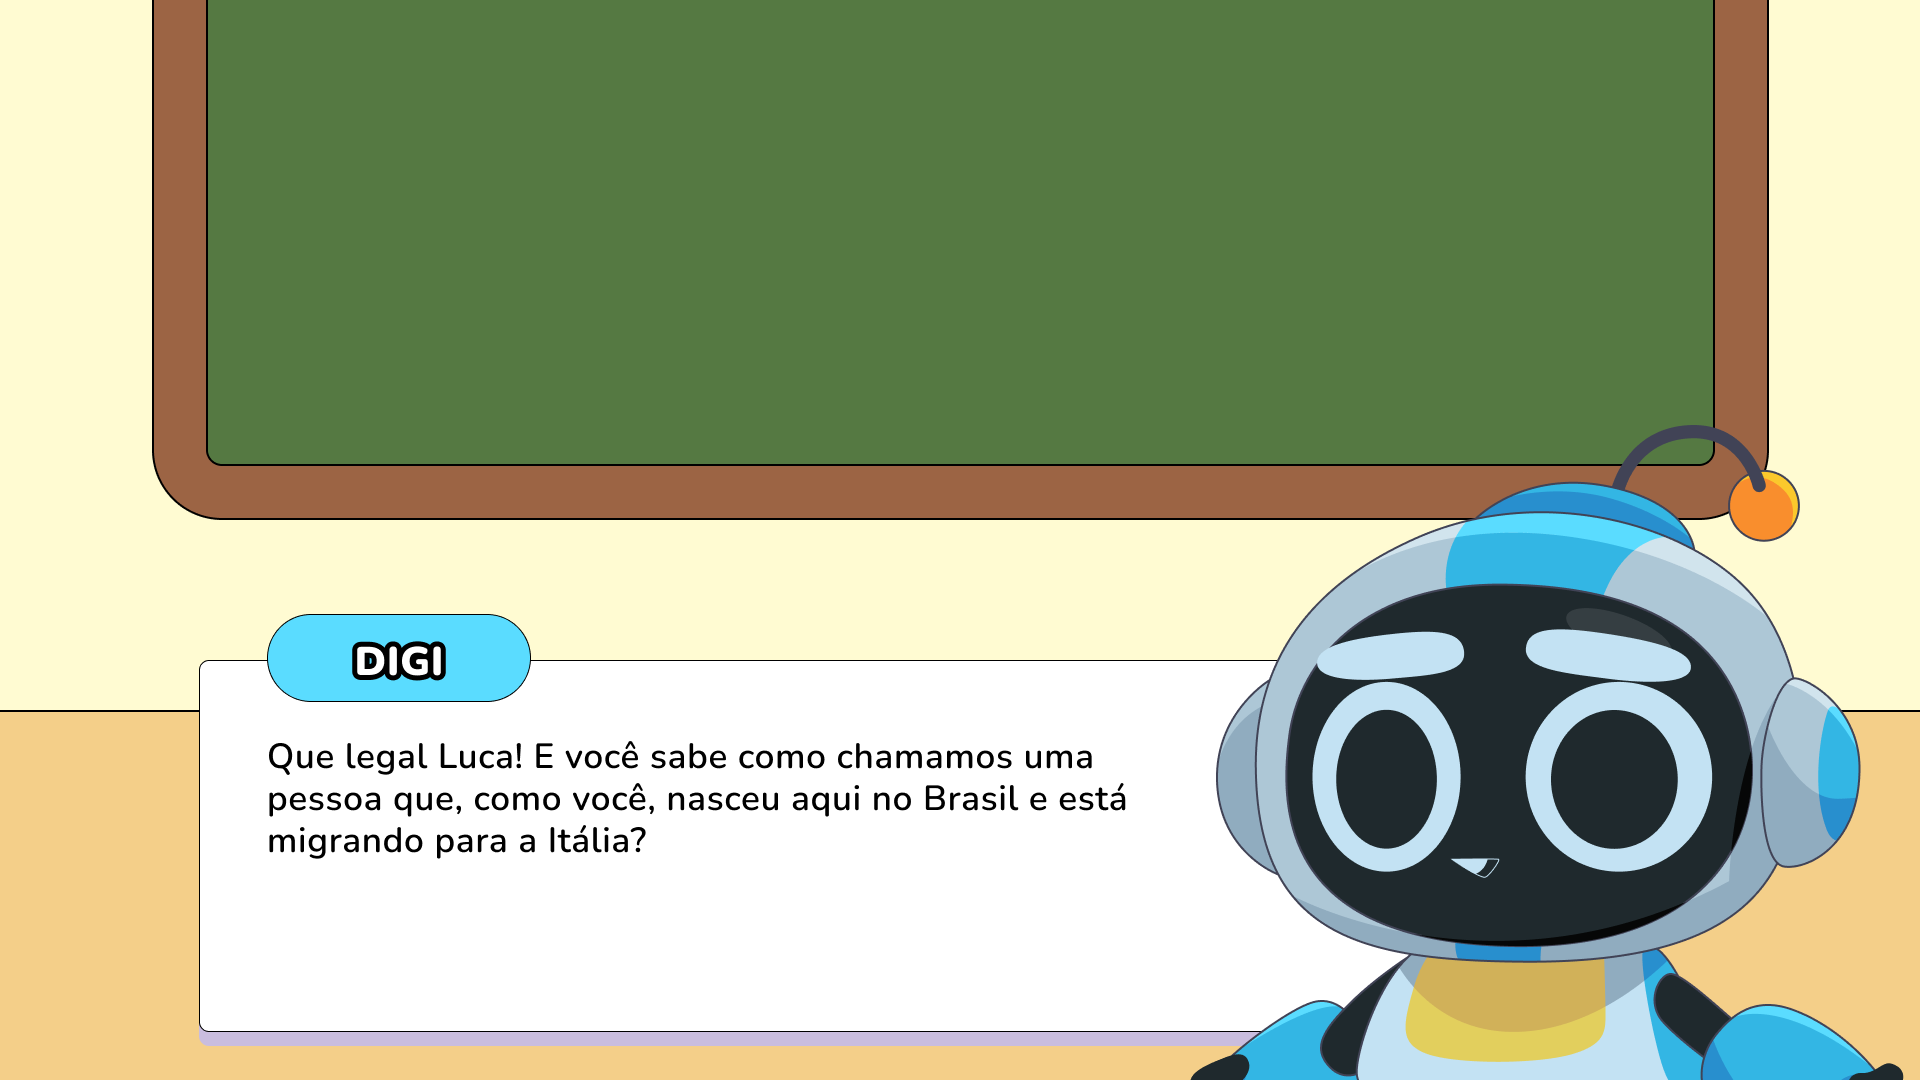 DIGI
Que legal Luca! E você sabe como chamamos uma
pessoa que, como você, nasceu aqui no Brasil e está
migrando para a Itália?